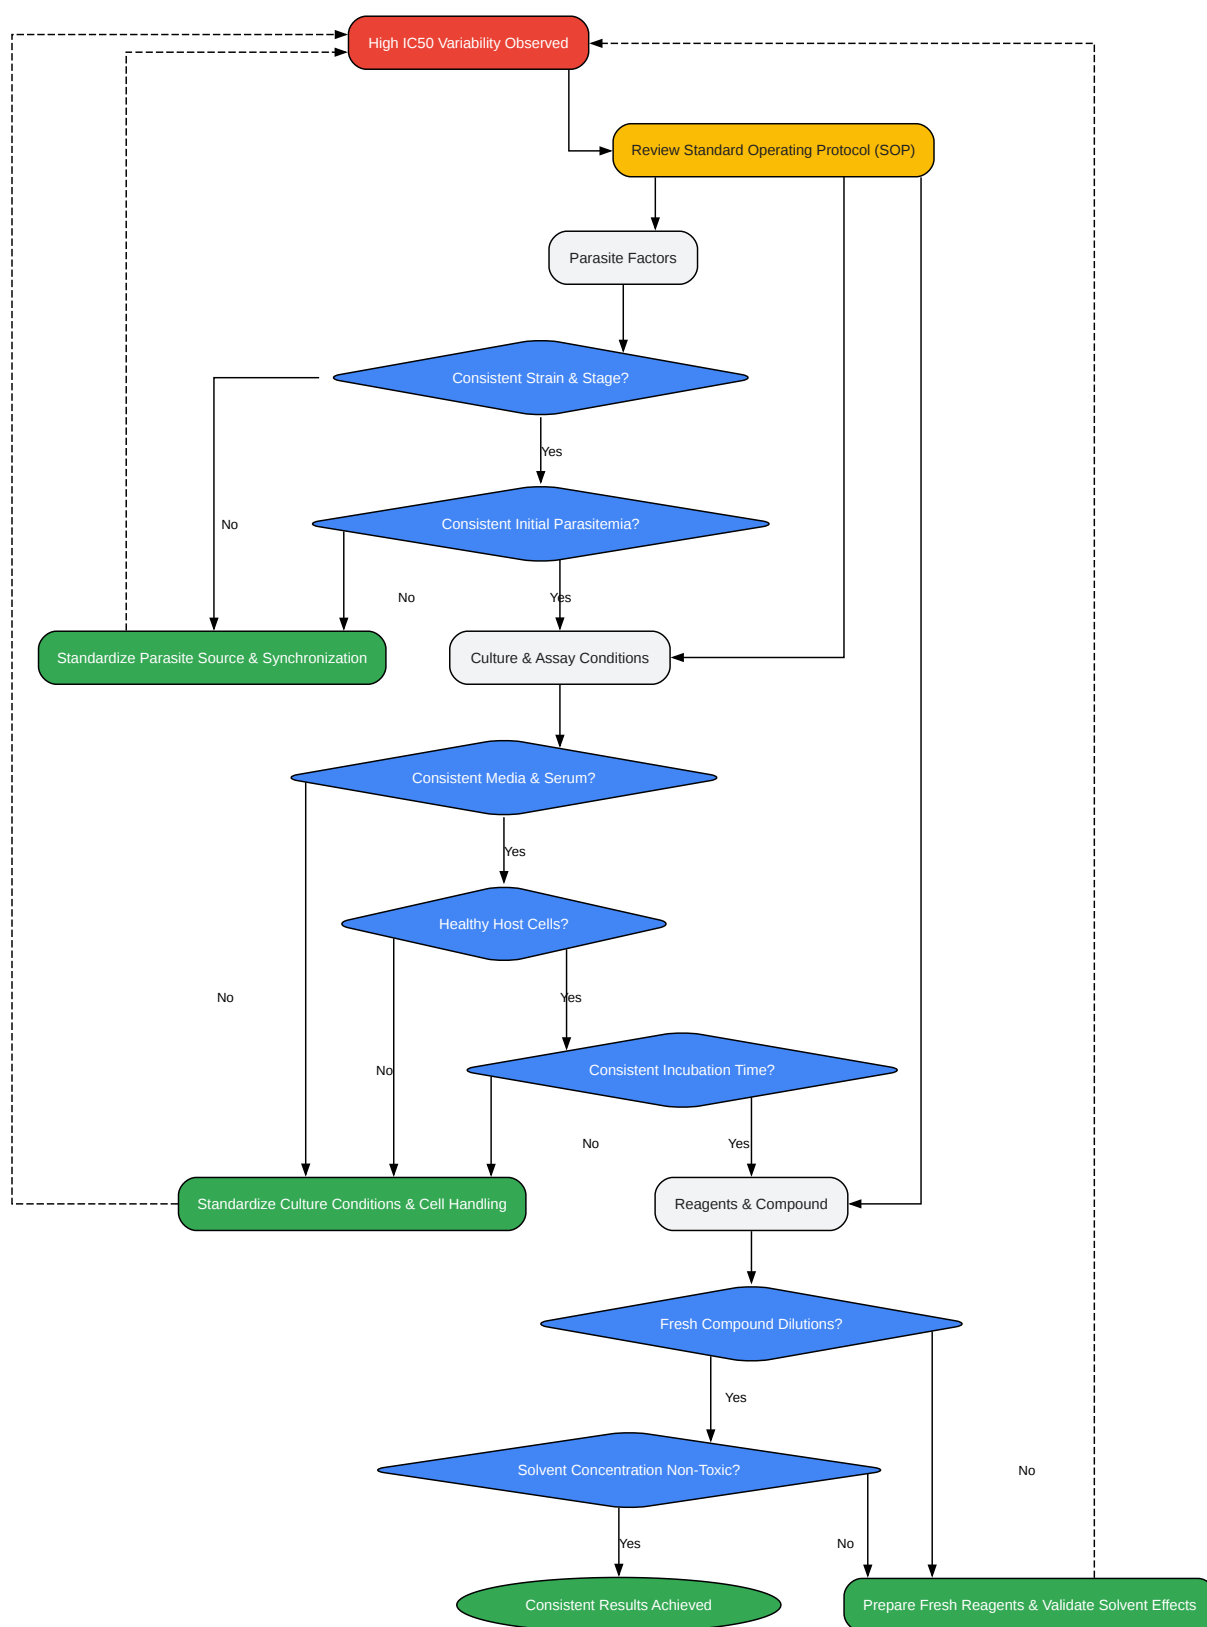 High IC50 Variability Observed
Review Standard Operating Protocol (SOP)
Parasite Factors
Consistent Strain & Stage?
Yes
No
Consistent Initial Parasitemia?
No
Yes
Standardize Parasite Source & Synchronization
Culture & Assay Conditions
Consistent Media & Serum?
Yes
Healthy Host Cells?
No
Yes
Consistent Incubation Time?
No
No
Yes
Standardize Culture Conditions & Cell Handling
Reagents & Compound
Fresh Compound Dilutions?
Yes
Solvent Concentration Non-Toxic?
No
Yes
No
Consistent Results Achieved
Prepare Fresh Reagents & Validate Solvent Effects